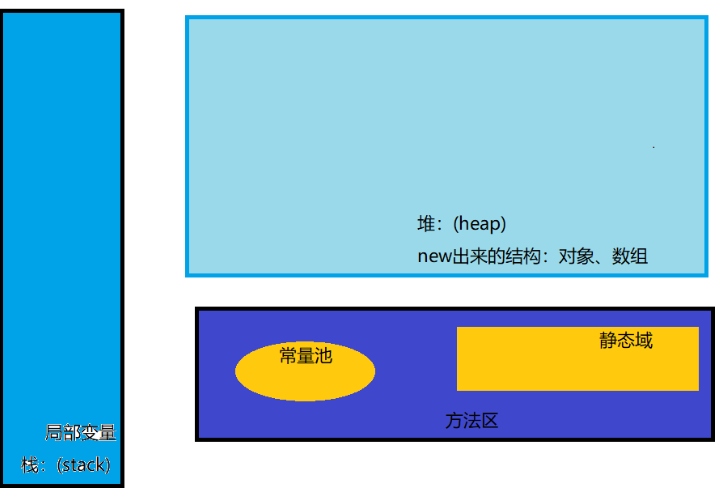 局部变量
栈：(stack)
堆：(heap)
new出来的结构：对象、数组
常量池
静态域
方法区